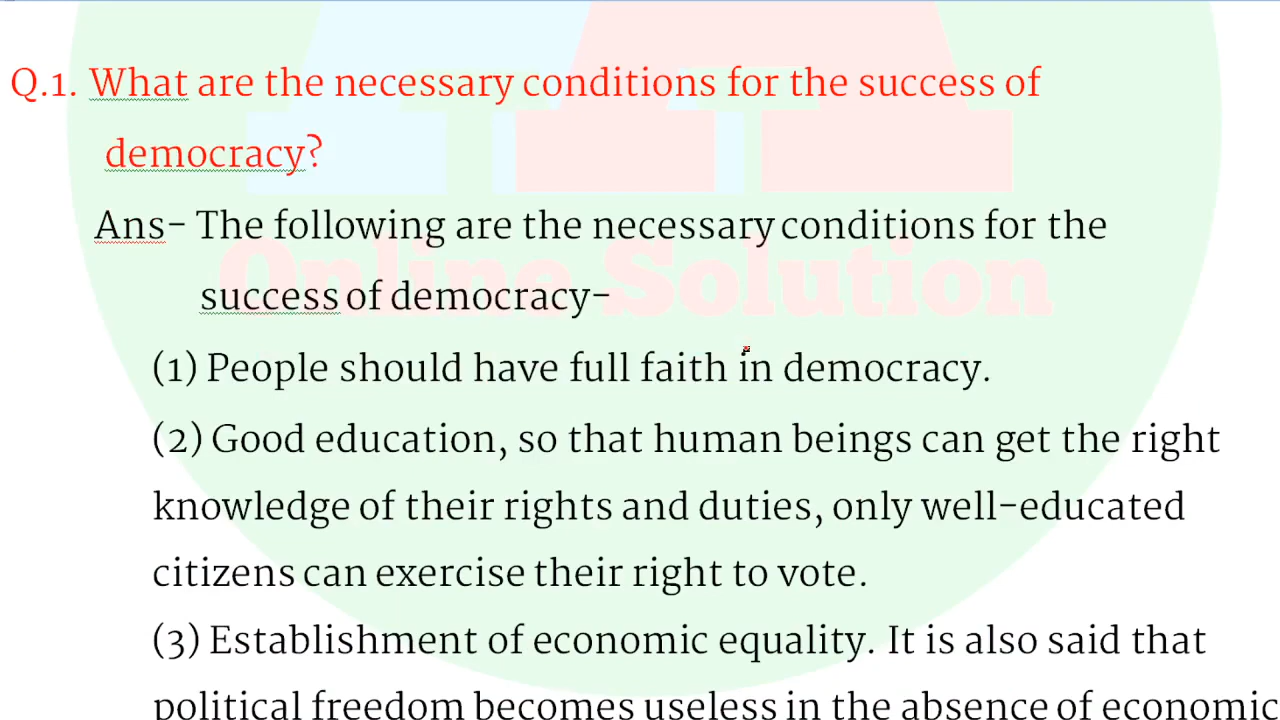 Q.1. What are the necessary conditions for the success of
democracy?
Ans- The following are the necessary conditions for the
success of democracy-
(1) People should have full faith in democracy.
(2) Good education, so that human beings can get the right
knowledge of their rights and duties, only well-educated
citizens can exercise their right to vote.
(3) Establishment of economic equality. It is also said that
political freedom becomes useless in the absence of economic
Online Solution